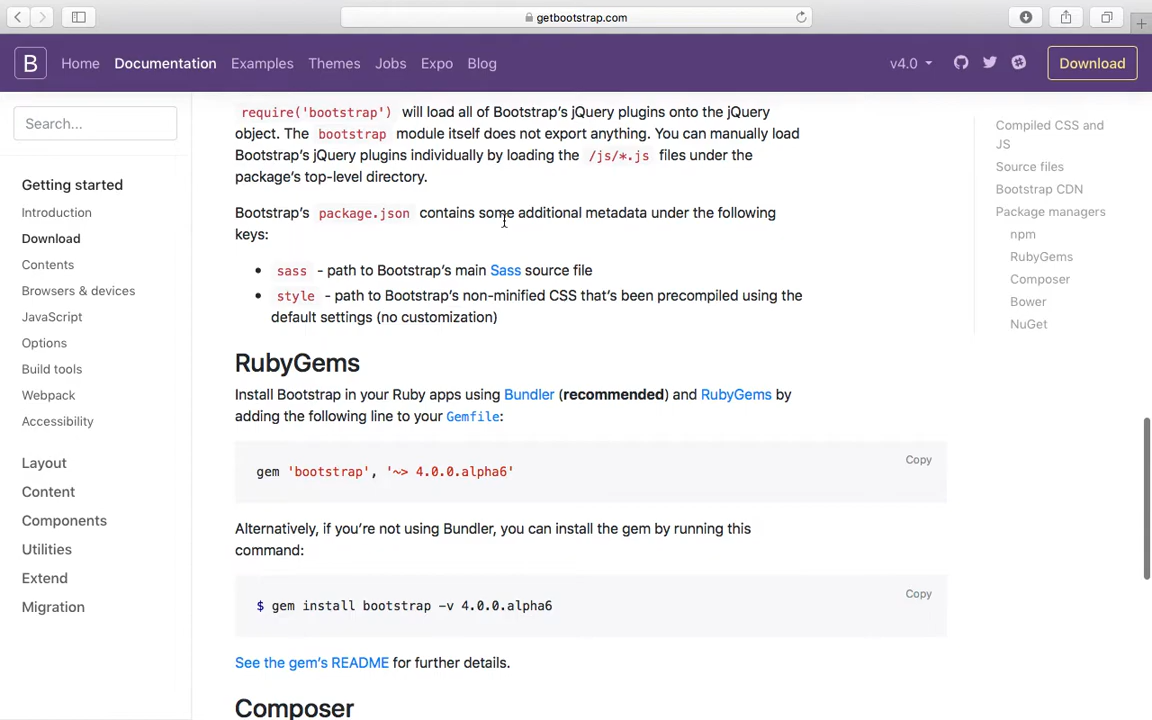 getbootstrap.com
B Home Documentation Examples Themes Jobs Expo Blog v4.0 Download
Search...
Getting started
Introduction
Download
Contents
Browsers & devices
JavaScript
Options
Build tools
Webpack
Accessibility
Layout
Content
Components
Utilities
Extend
Migration
require('bootstrap') will load all of Bootstrap’s jQuery plugins onto the jQuery
object. The bootstrap module itself does not export anything. You can manually load
Bootstrap’s jQuery plugins individually by loading the /js/*.js files under the
package’s top-level directory.
Bootstrap’s package.json contains some additional metadata under the following
keys:
• sass - path to Bootstrap’s main Sass source file
• style - path to Bootstrap’s non-minified CSS that’s been precompiled using the
default settings (no customization)
RubyGems
Install Bootstrap in your Ruby apps using Bundler (recommended) and RubyGems by
adding the following line to your Gemfile:
Copy
gem 'bootstrap', '~> 4.0.0.alpha6'
Alternatively, if you’re not using Bundler, you can install the gem by running this
command:
Copy
$ gem install bootstrap -v 4.0.0.alpha6
See the gem’s README for further details.
Composer
Compiled CSS and
JS
Source files
Bootstrap CDN
Package managers
npm
RubyGems
Composer
Bower
NuGet